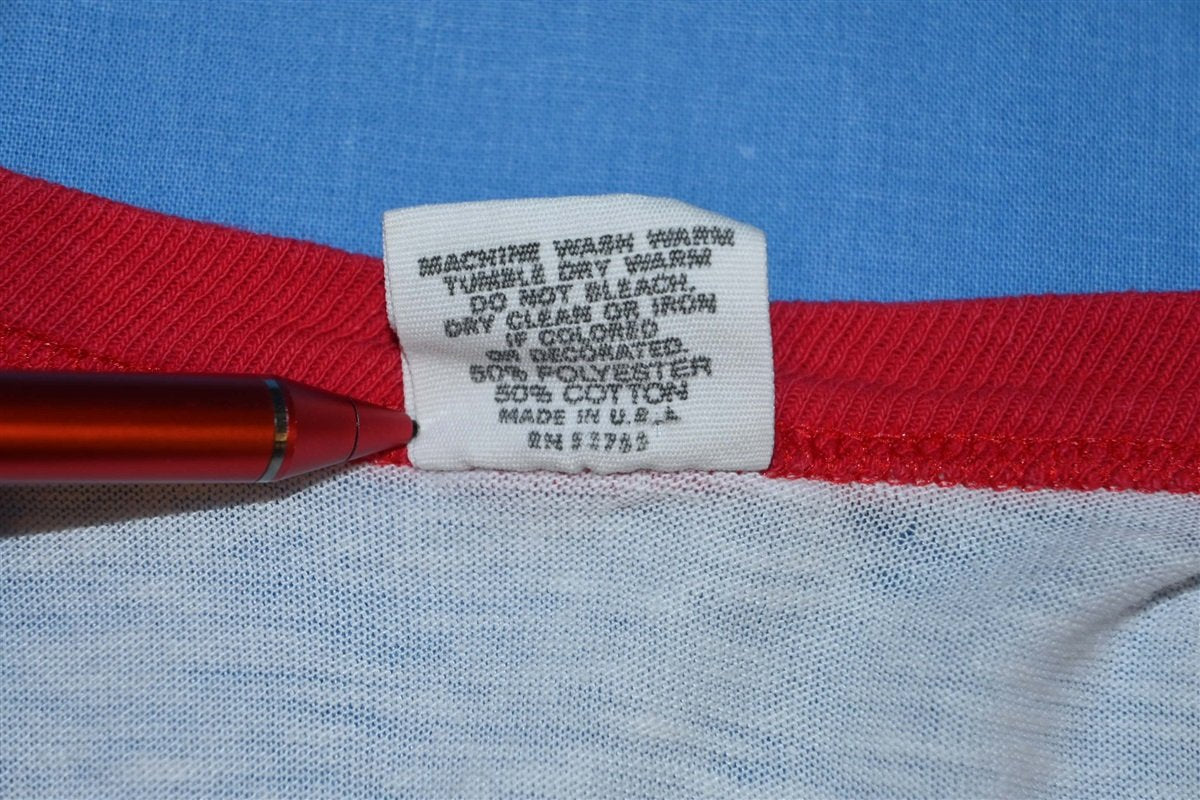 MACHINE WASH WARM
TUMBLE DRY WARM
DO NOT BLEACH.
DRY CLEAN OR IRON
IF COLORED
OR DECORATED.
50% POLYESTER
50% COTTON
MADE IN U.S.A.
RN